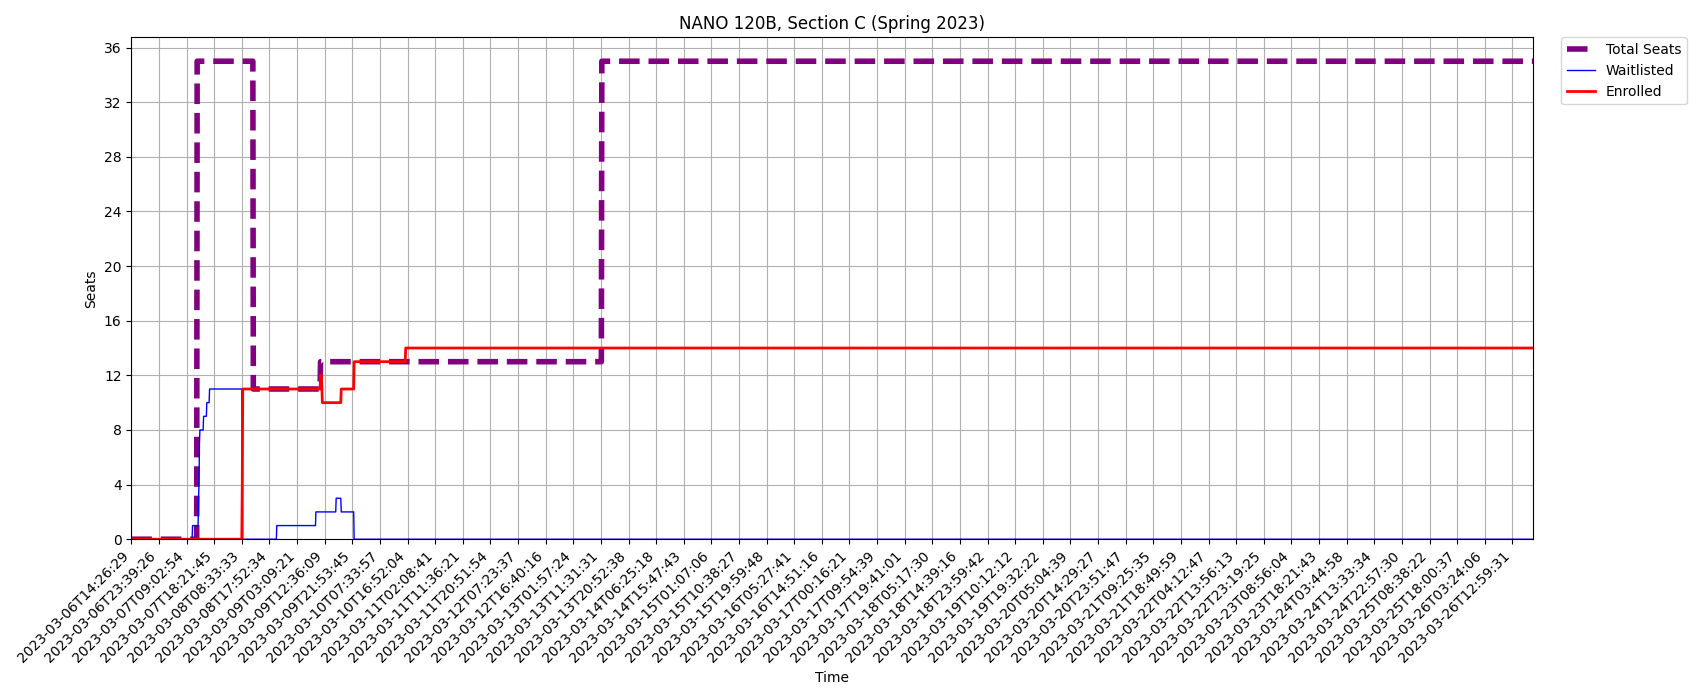 NANO 120B, Section C (Spring 2023)
Total Seats
Waitlisted
Enrolled
36
32
28
24
20
16
12
8
4
0
Seats
2023-03-06T14:26:29
2023-03-06T23:39:26
2023-03-07T09:02:54
2023-03-07T18:21:45
2023-03-08T08:33:33
2023-03-08T17:52:34
2023-03-09T03:09:21
2023-03-09T12:36:09
2023-03-09T21:53:45
2023-03-10T07:33:57
2023-03-10T16:52:04
2023-03-11T02:08:41
2023-03-11T11:36:21
2023-03-11T20:51:54
2023-03-12T07:23:37
2023-03-12T16:40:16
2023-03-13T01:57:24
2023-03-13T11:31:31
2023-03-13T20:52:38
2023-03-14T06:25:18
2023-03-14T15:47:43
2023-03-15T01:07:06
2023-03-15T10:38:27
2023-03-15T19:59:48
2023-03-16T05:27:41
2023-03-16T14:51:16
2023-03-17T00:16:21
2023-03-17T09:54:39
2023-03-17T19:41:01
2023-03-18T05:17:30
2023-03-18T14:39:16
2023-03-18T23:59:42
2023-03-19T10:12:12
2023-03-19T19:32:22
2023-03-20T05:04:39
2023-03-20T14:29:27
2023-03-20T23:51:47
2023-03-21T09:25:35
2023-03-21T18:49:59
2023-03-22T04:12:47
2023-03-22T13:56:13
2023-03-22T23:19:25
2023-03-23T08:56:04
2023-03-23T18:21:43
2023-03-24T03:44:58
2023-03-24T13:33:34
2023-03-24T22:57:30
2023-03-25T08:38:22
2023-03-25T18:00:37
2023-03-26T03:24:06
2023-03-26T12:59:31
Time